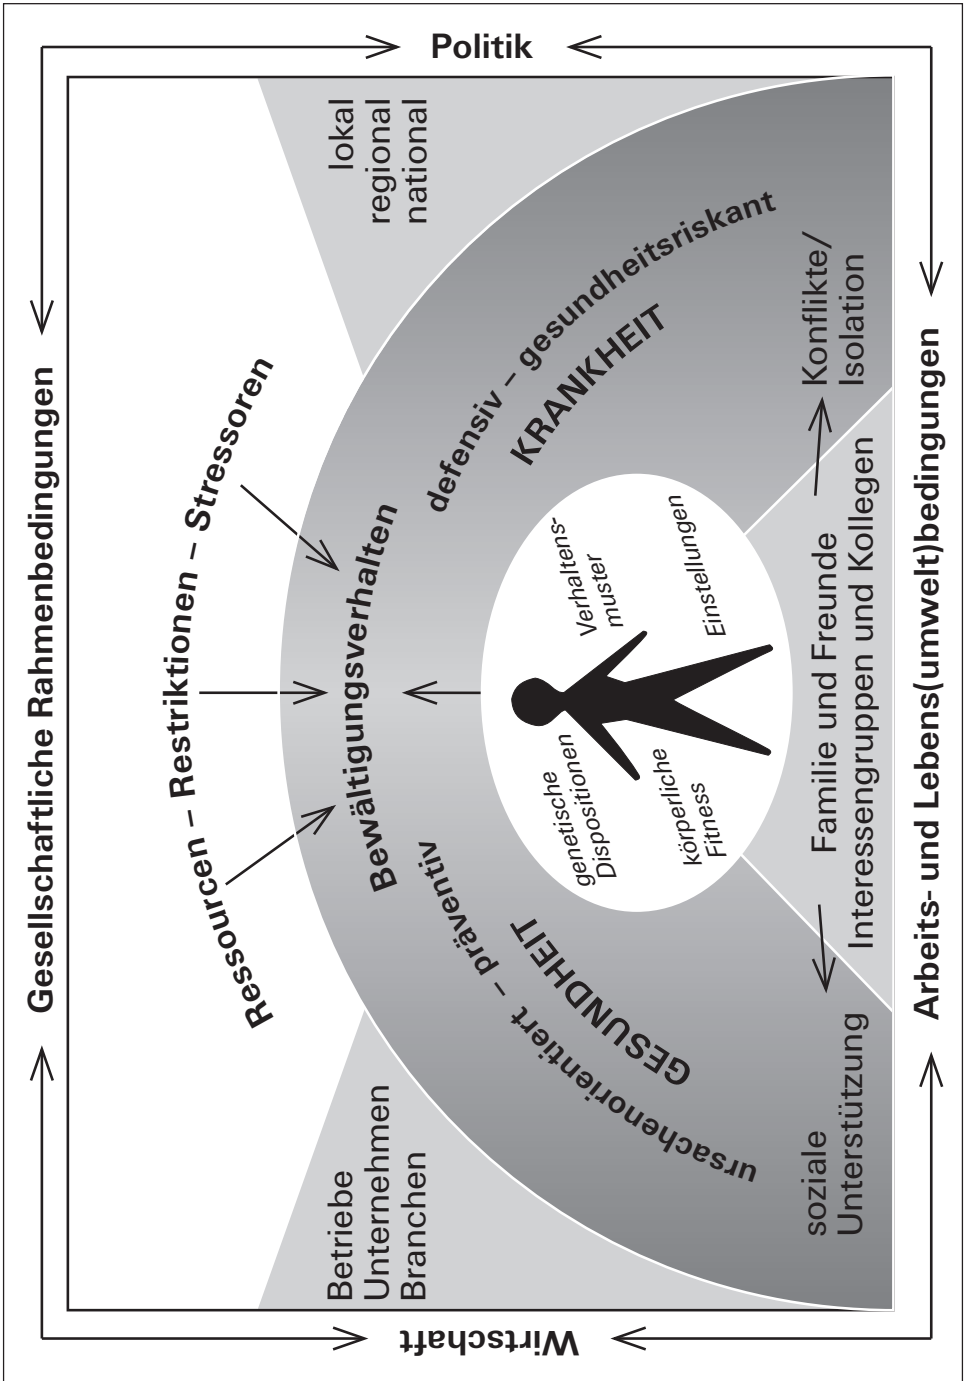 Gesellschaftliche Rahmenbedingungen
Wirtschaft
Politik
Ressourcen – Restriktionen – Stressoren
Betriebe
Unternehmen
Branchen
lokal
regional
national
Bewältigungsverhalten
ursachenorientiert – präventiv
defensiv – gesundheitsriskant
GESUNDHEIT
KRANKHEIT
genetische
Dispositionen
Verhaltens-
muster
körperliche
Fitness
Einstellungen
soziale
Unterstützung
Familie und Freunde
Interessengruppen und Kollegen
Konflikte/
Isolation
Arbeits- und Lebens(umwelt)bedingungen